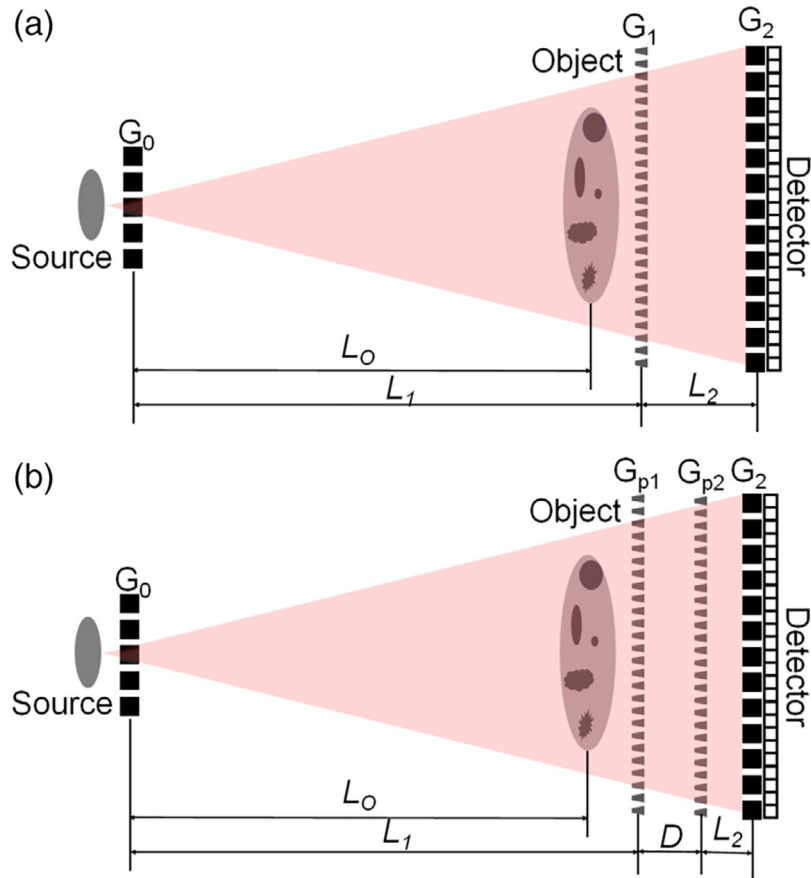 (a)
G1
G2
Object
G0
Detector
Source
LO
L1
L2
(b)
Gp1 Gp2 G2
Object
G0
Detector
Source
LO
L1
D
L2